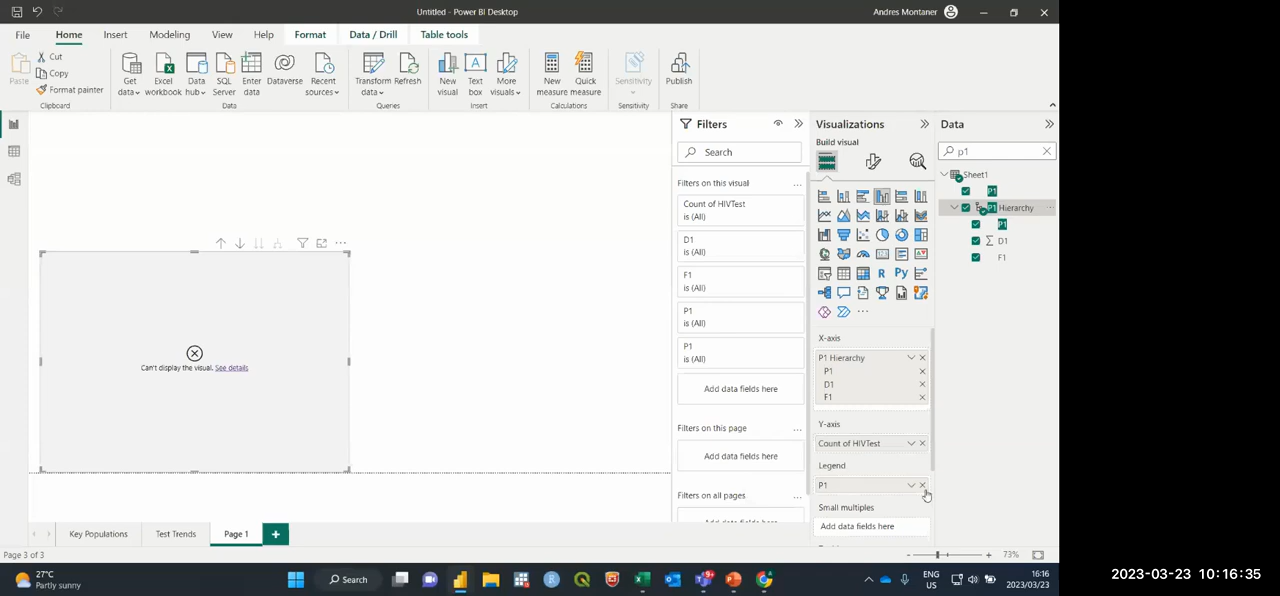 Untitled - Power BI Desktop
Andres Montaner
File Home Insert Modeling View Help Format Data / Drill Table tools
Paste
Cut
Copy
Format painter
Clipboard
Get data
Excel workbook
Data hub
SQL Server
Enter data
Dataverse
Recent sources
Data
Transform data
Refresh
Queries
New visual
Text box
More visuals
Insert
New measure
Quick measure
Calculations
Sensitivity
Sensitivity
Publish
Share
Can't display the visual. See details
Filters
Search
Filters on this visual
Count of HIVTest
is (All)
D1
is (All)
F1
is (All)
P1
is (All)
P1
is (All)
Add data fields here
Filters on this page
Add data fields here
Filters on all pages
Visualizations
Build visual
R Py
X-axis
P1 Hierarchy
P1
D1
F1
Y-axis
Count of HIVTest
Legend
P1
Small multiples
Add data fields here
Data
p1
Sheet1
P1
P1 Hierarchy
P1
D1
F1
Key Populations Test Trends Page 1
Page 3 of 3
73%
27°C
Partly sunny
Search
ENG
US
16:16
2023/03/23
2023-03-23 10:16:35